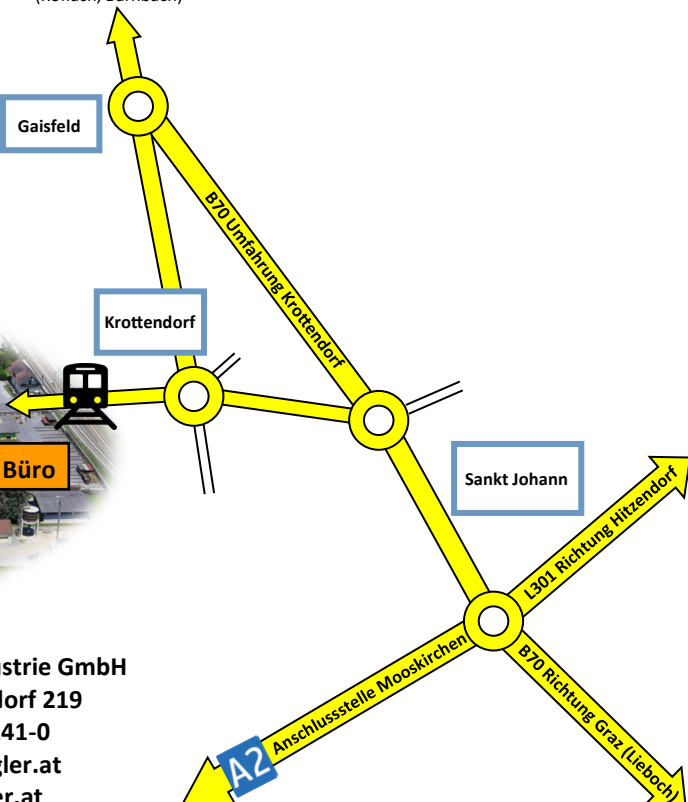 Gaisfeld
B70 Umfahrung Krottendorf
Krottendorf
Büro
Sankt Johann
L301 Richtung Hitzendorf
Anschlussstelle Mooskirchen
B70 Richtung Graz (Lieboch)
A2
ustrie GmbH
dorf 219
41-0
gler.at
er.at